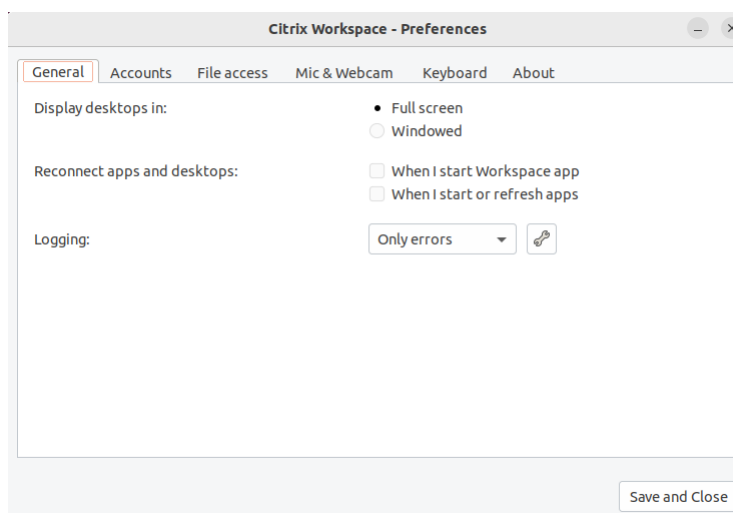 Citrix Workspace - Preferences
General Accounts File access Mic & Webcam Keyboard About
Display desktops in: Full screen
Windowed
Reconnect apps and desktops: When I start Workspace app
When I start or refresh apps
Logging: Only errors
Save and Close